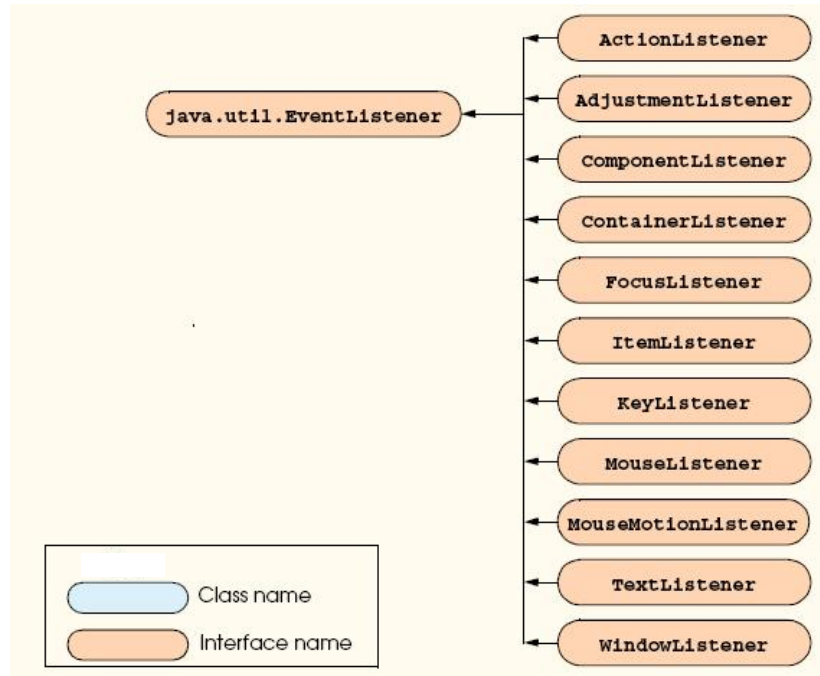 ActionListener
AdjustmentListener
java.util.EventListener
ComponentListener
ContainerListener
FocusListener
ItemListener
KeyListener
MouseListener
MouseMotionListener
TextListener
WindowListener
Class name
Interface name